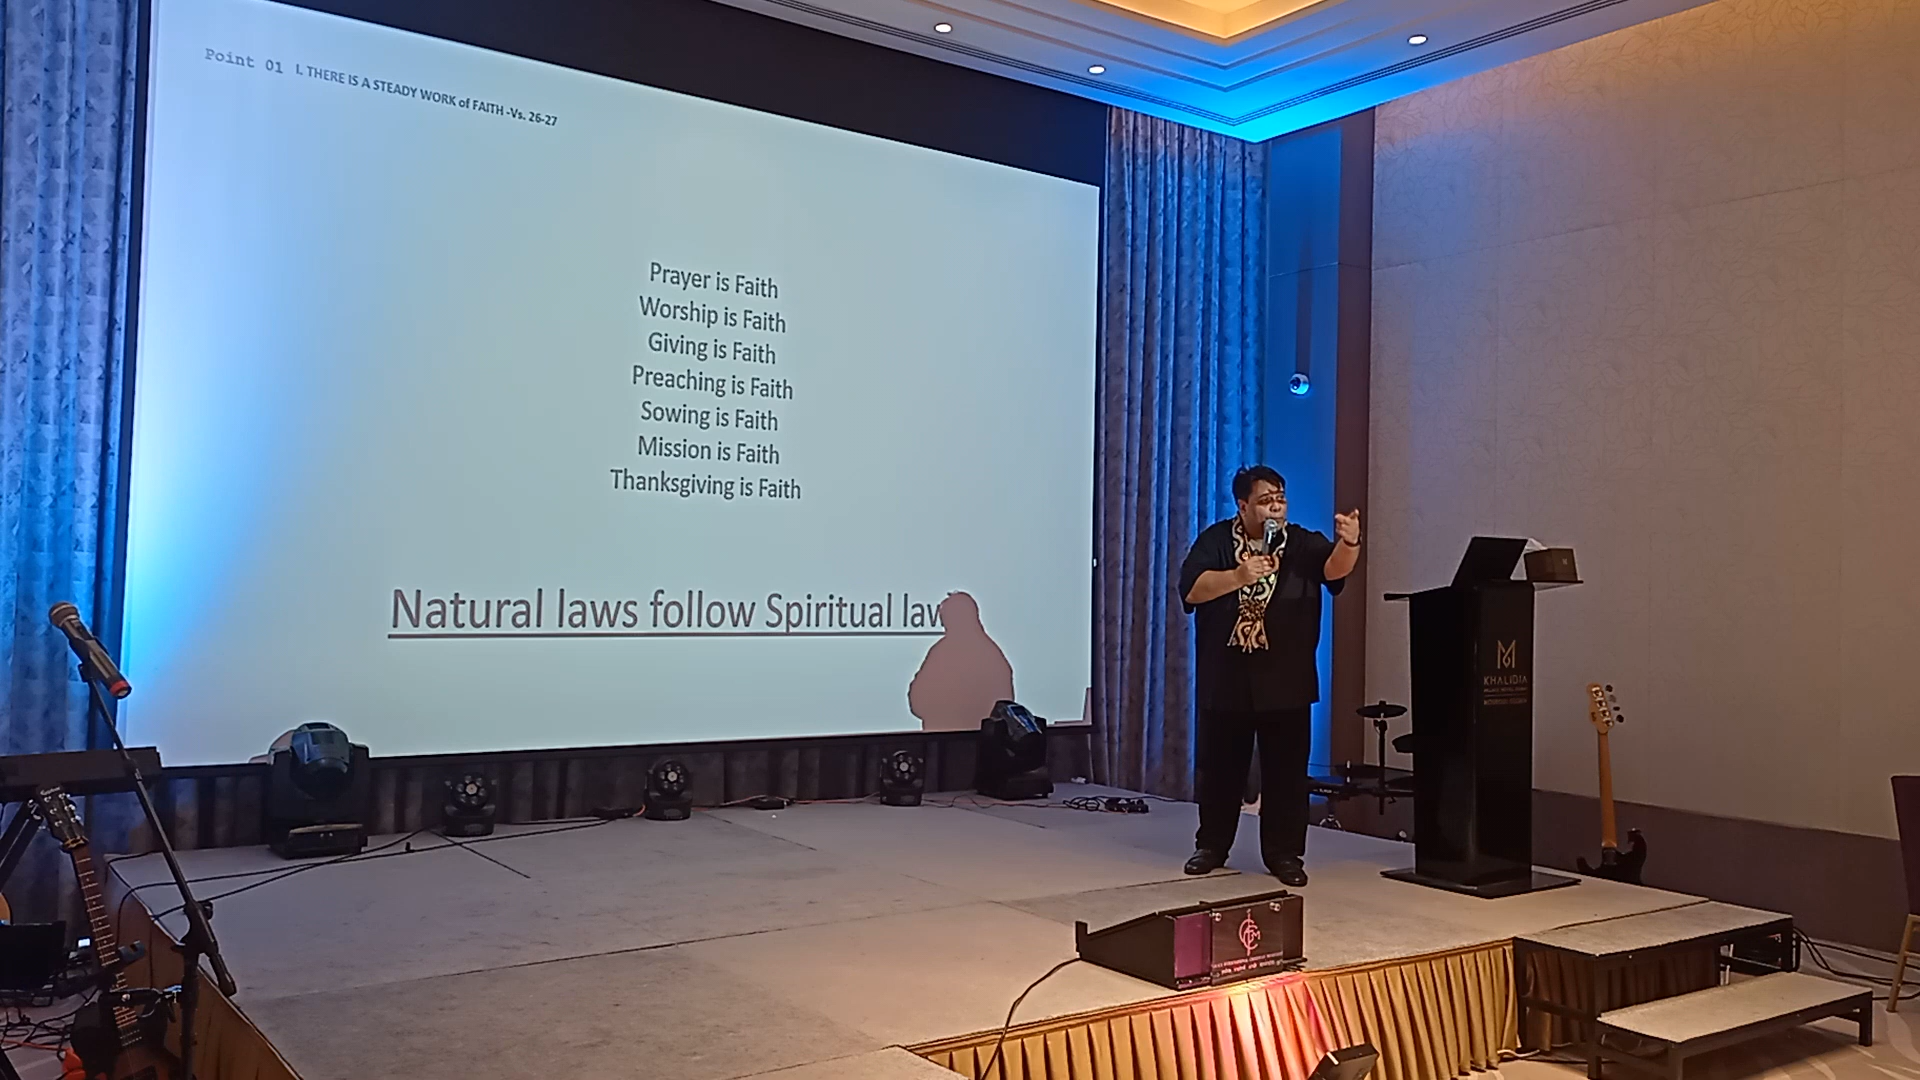 Point 01 I. THERE IS A STEADY WORK of FAITH -Vs. 26-27
Prayer is Faith
Worship is Faith
Giving is Faith
Preaching is Faith
Sowing is Faith
Mission is Faith
Thanksgiving is Faith
Natural laws follow Spiritual law
M
KHALIDIA